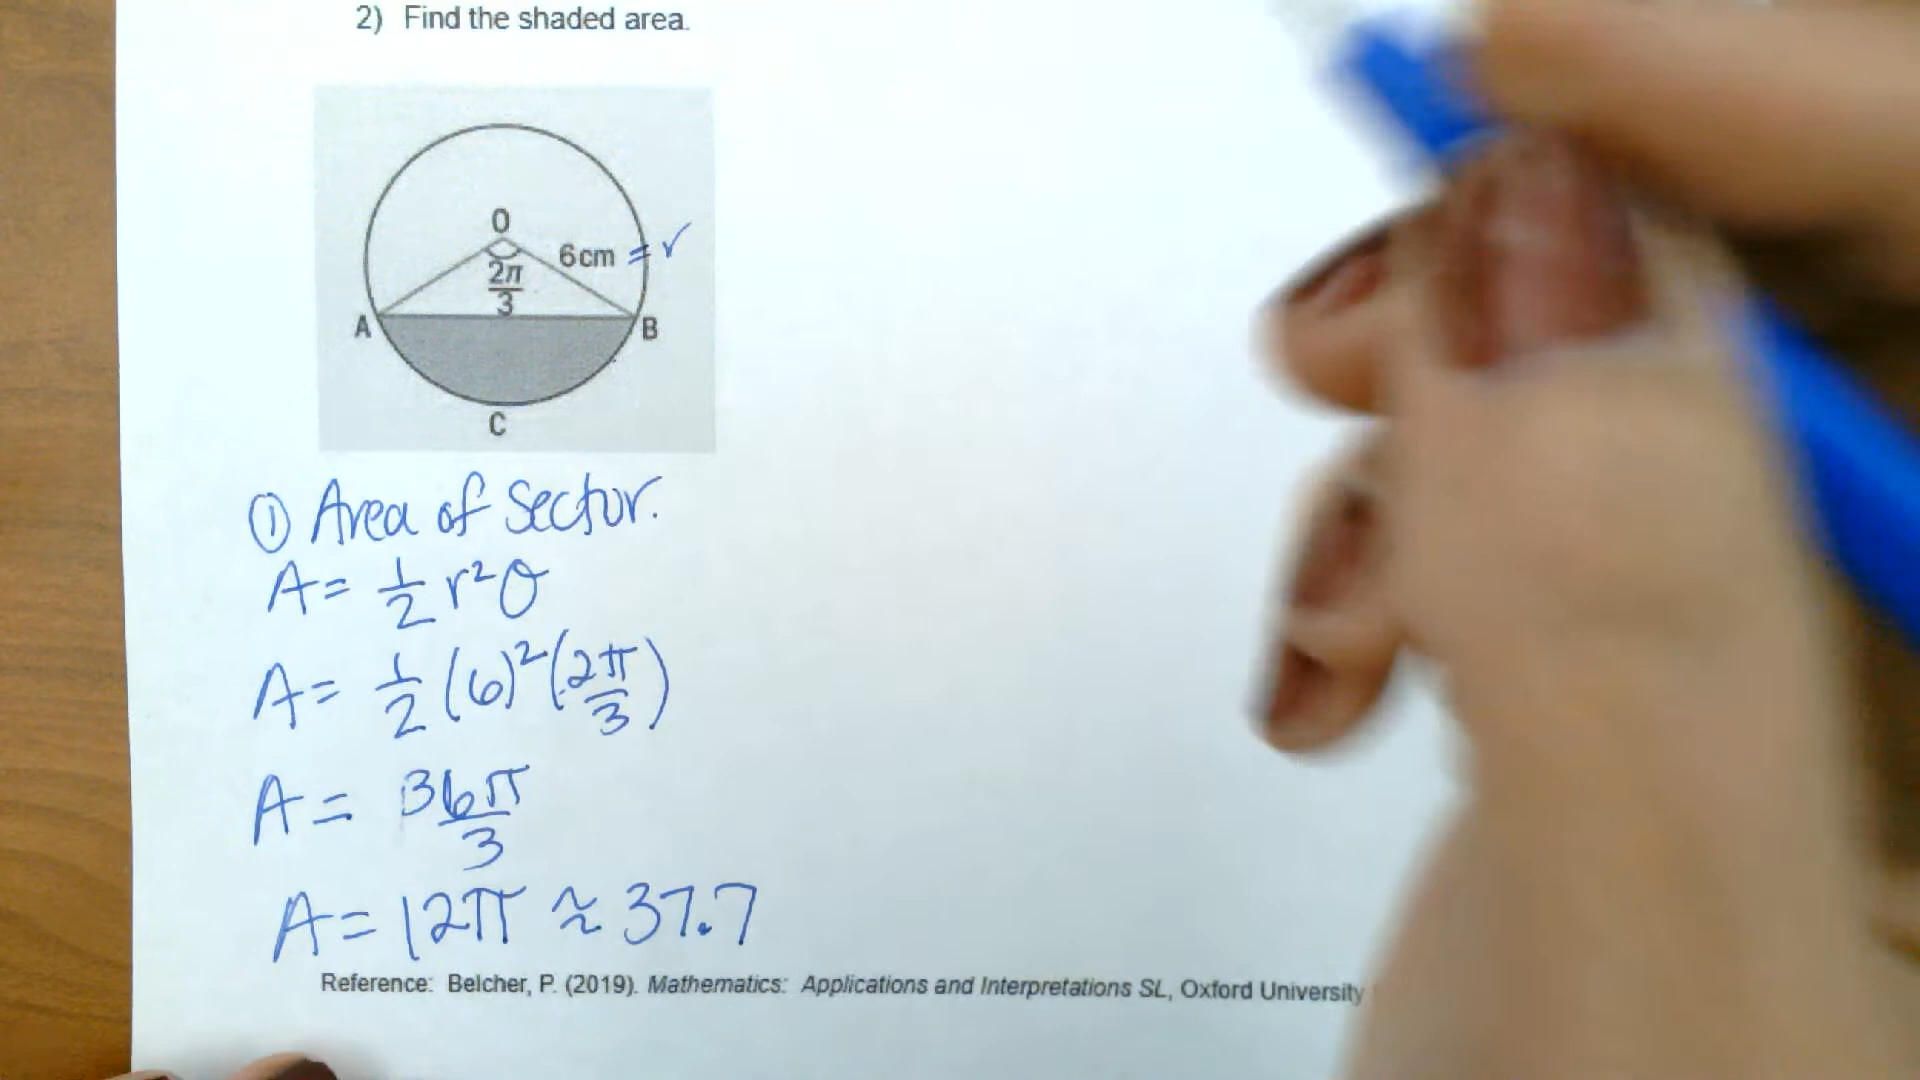 2) Find the shaded area.
O
6cm = r
2π/3
A
B
C
① Area of Sector.
A = 1/2 r²θ
A = 1/2 (6)² (2π/3)
A = 36π/3
A = 12π ≈ 37.7
Reference: Belcher, P. (2019). Mathematics: Applications and Interpretations SL, Oxford University